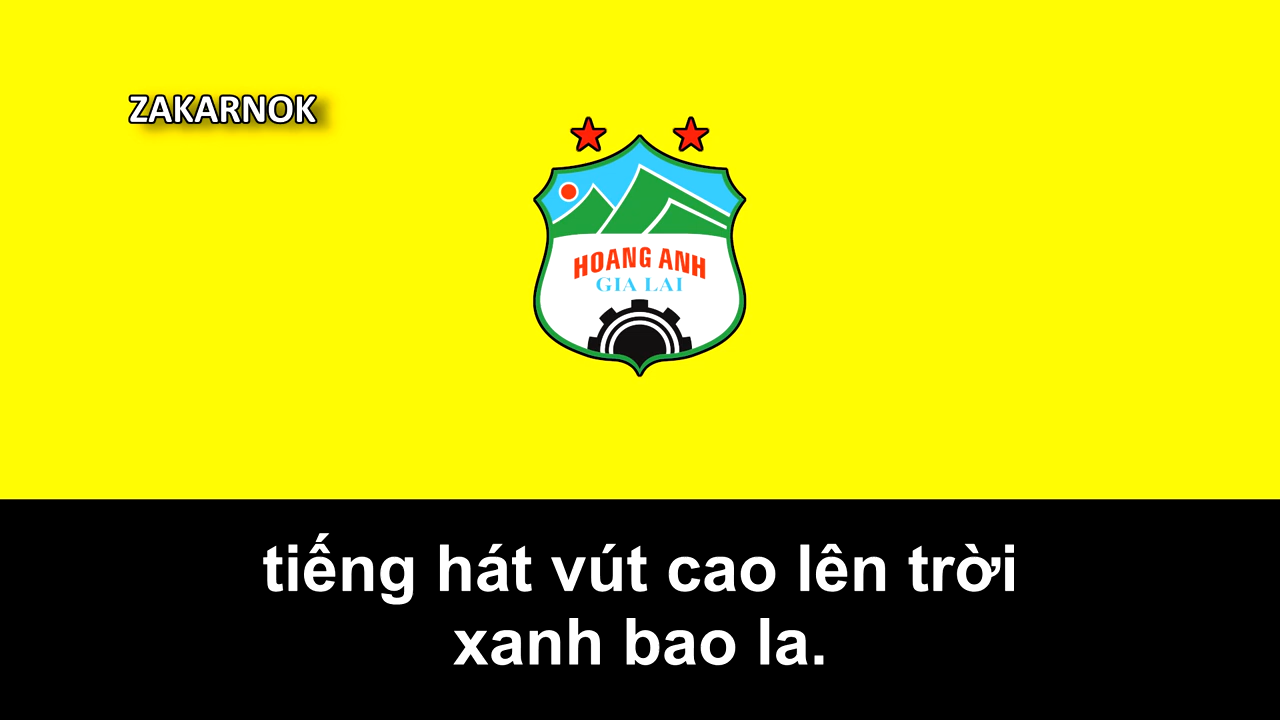 ZAKARNOK
HOANG ANH
GIA LAI
tiếng hát vút cao lên trời
xanh bao la.